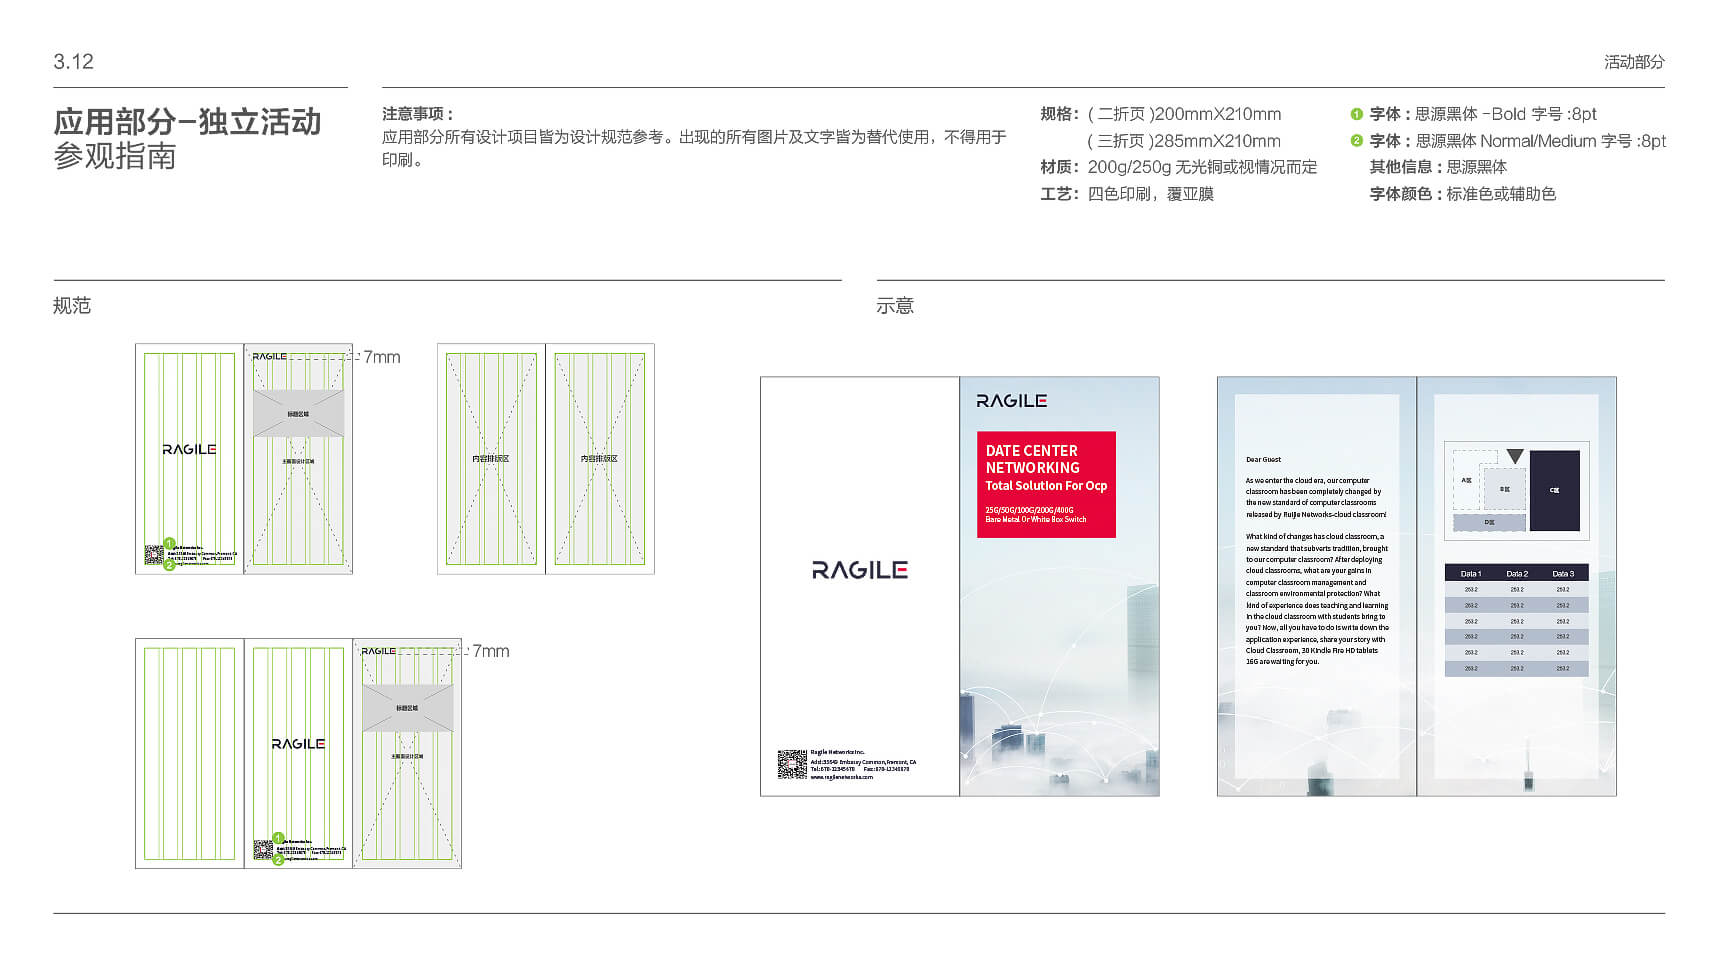 3.12
活动部分
应用部分-独立活动
参观指南
注意事项：
应用部分所有设计项目皆为设计规范参考。出现的所有图片及文字皆为替代使用，不得用于
印刷。
规格：( 二折页 )200mmX210mm
( 三折页 )285mmX210mm
材质：200g/250g 无光铜或视情况而定
工艺：四色印刷，覆亚膜
1 字体：思源黑体 -Bold 字号 :8pt
2 字体：思源黑体 Normal/Medium 字号 :8pt
其他信息：思源黑体
字体颜色：标准色或辅助色
规范
示意
RAGILE
7mm
标题区域
主画面设计区域
RAGILE
1
2
内容排版区
内容排版区
RAGILE
7mm
标题区域
主画面设计区域
RAGILE
1
2
RAGILE
Ragile Networks Inc.
Add:35549 Embassy Common,Fremont, CA
Tel:678-12345678 Fax:678-12345678
www.ragilenetworks.com
RAGILE
DATE CENTER
NETWORKING
Total Solution For Ocp
25G/50G/100G/200G/400G
Bare Metal Or White Box Switch
Dear Guest
As we enter the cloud era, our computer
classroom has been completely changed by
the new standard of computer classrooms
released by Ruijie Networks-cloud classroom!
What kind of changes has cloud classroom, a
new standard that subverts tradition, brought
to our computer classroom? After deploying
cloud classrooms, what are your gains in
computer classroom management and
classroom environmental protection? What
kind of experience does teaching and learning
in the cloud classroom with students bring to
you? Now, all you have to do is write down the
application experience, share your story with
Cloud Classroom, 30 Kindle Fire HD tablets
16G are waiting for you.
A区
B区
C区
D区
Data 1 Data 2 Data 3
253.2 253.2 253.2
253.2 253.2 253.2
253.2 253.2 253.2
253.2 253.2 253.2
253.2 253.2 253.2
253.2 253.2 253.2